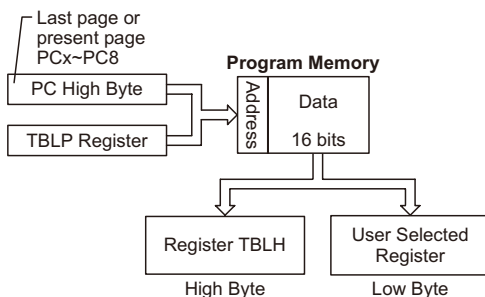 Last page or
present page
PCx~PC8
Program Memory
PC High Byte
TBLP Register
Address
Data
16 bits
Register TBLH
User Selected
Register
High Byte
Low Byte